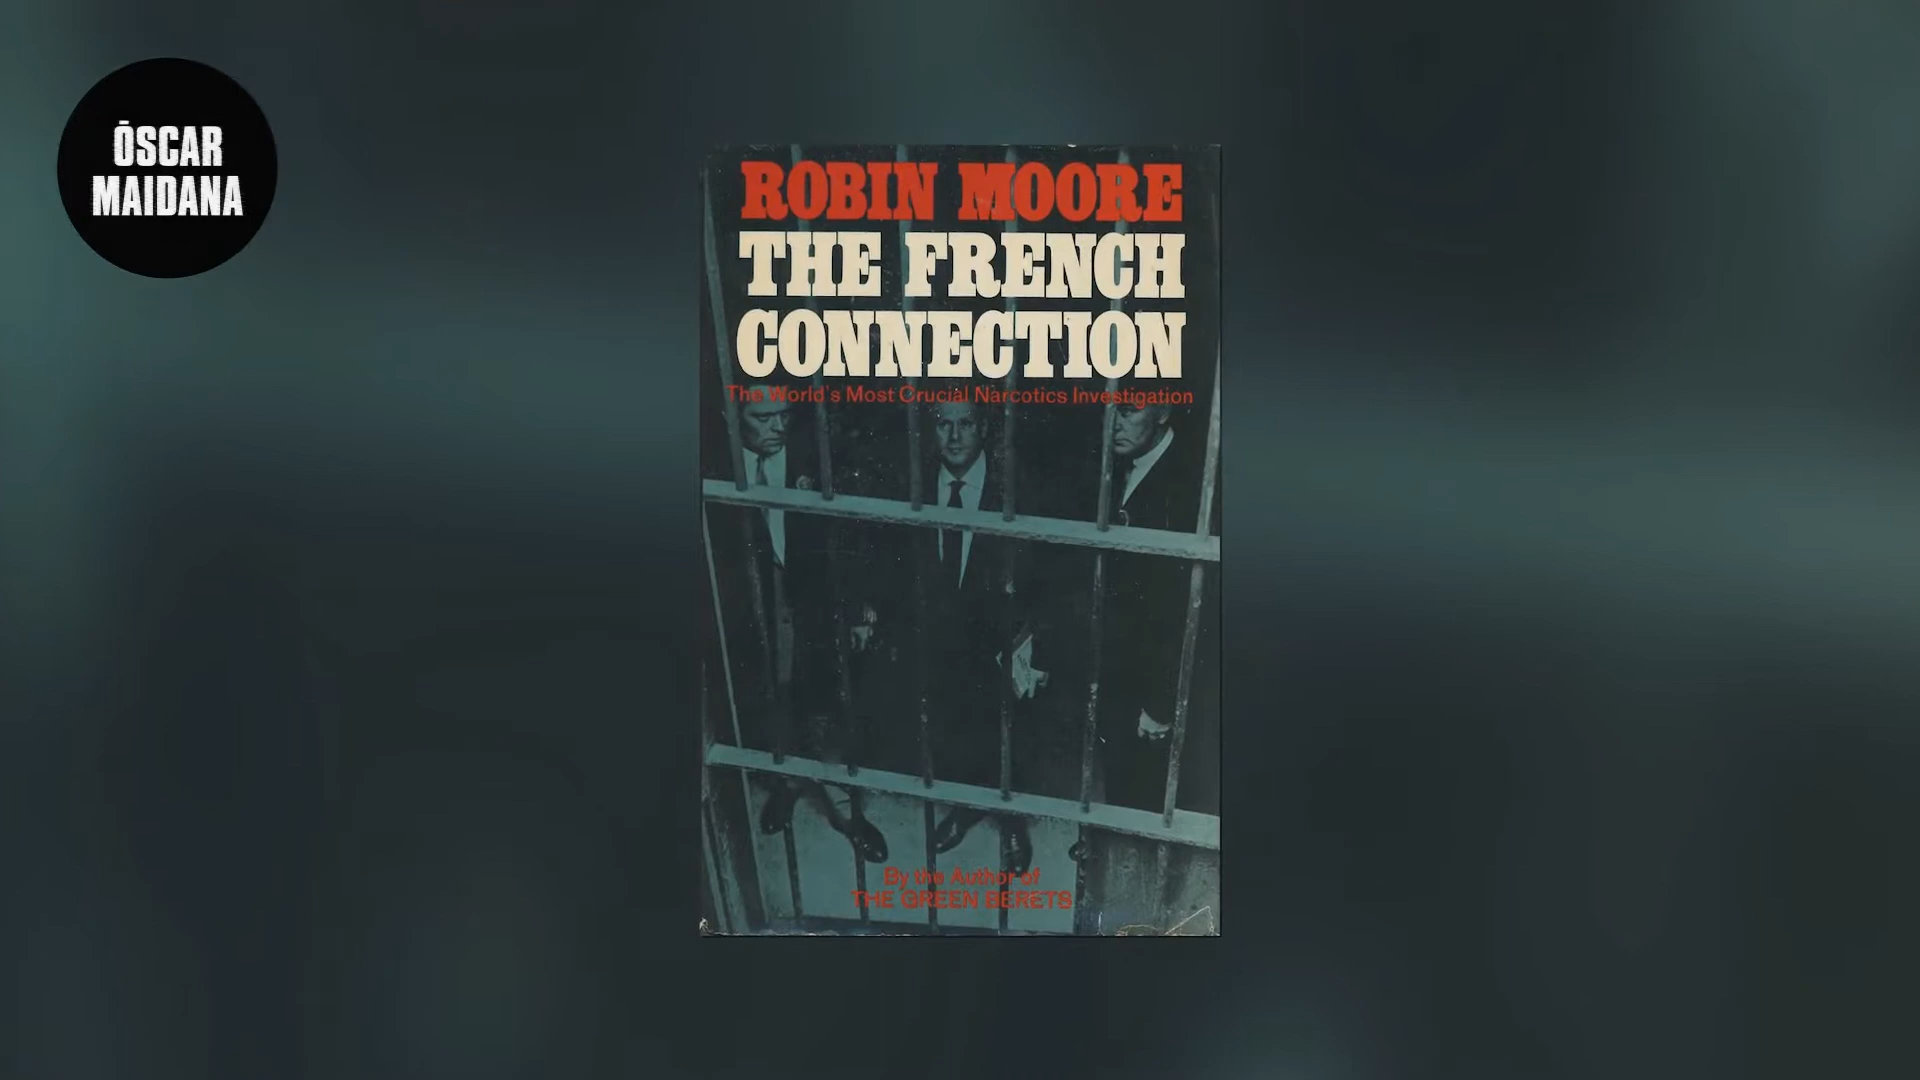 ÓSCAR
MAIDANA
ROBIN MOORE
THE FRENCH
CONNECTION
The World's Most Crucial Narcotics Investigation
By the Author of
THE GREEN BERETS